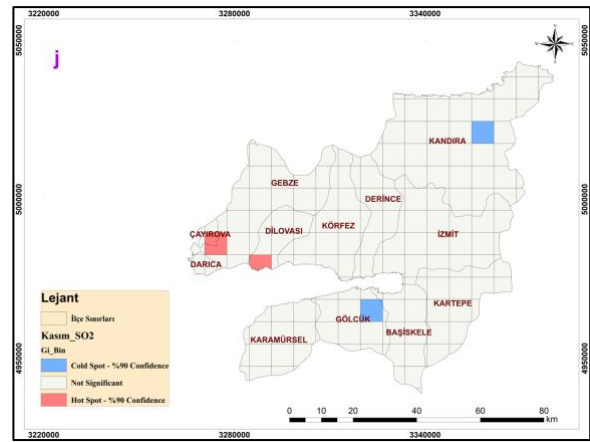 3220000 3280000 3340000
5050000 5050000
j
KANDIRA
GEBZE
DERİNCE
5000000 5000000
KÖRFEZ
DİLOVASI
ÇAYIROVA
İZMİT
DARICA
Lejant
İlçe Sınırları
Kasım_SO2
Gi_Bin
Cold Spot - %90 Confidence
Not Significant
Hot Spot - %90 Confidence
KARTEPE
GÖLCÜK
BAŞİSKELE
KARAMÜRSEL
4950000 4950000
0 10 20 40 60 80
km
3220000 3280000 3340000